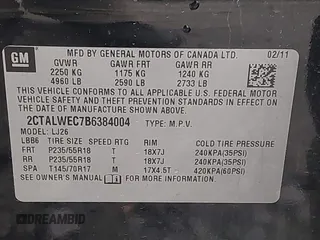 GM
MFD BY GENERAL MOTORS OF CANADA LTD. 02/11
GVWR GAWR FRT GAWR RR
2250 KG 1175 KG 1240 KG
4960 LB 2590 LB 2733 LB
THIS VEHICLE CONFORMS TO ALL APPLICABLE U.S. FEDERAL MOTOR
VEHICLE SAFETY AND THEFT PREVENTION STANDARDS IN
EFFECT ON THE DATE OF MANUFACTURE SHOWN ABOVE.
2CTALWEC7B6384004 TYPE: M.P.V.
MODEL: LJ26
LBB6 TIRE SIZE SPEED RTG RIM COLD TIRE PRESSURE
FRT P235/55R18 T 18X7J 240KPA(35PSI)
RR P235/55R18 T 18X7J 240KPA(35PSI)
SPA T145/70R17 M 17X4.5T 420KPA(60PSI)
SEE OWNER'S MANUAL FOR ADDITIONAL INFORMATION
AUTOBIDMD